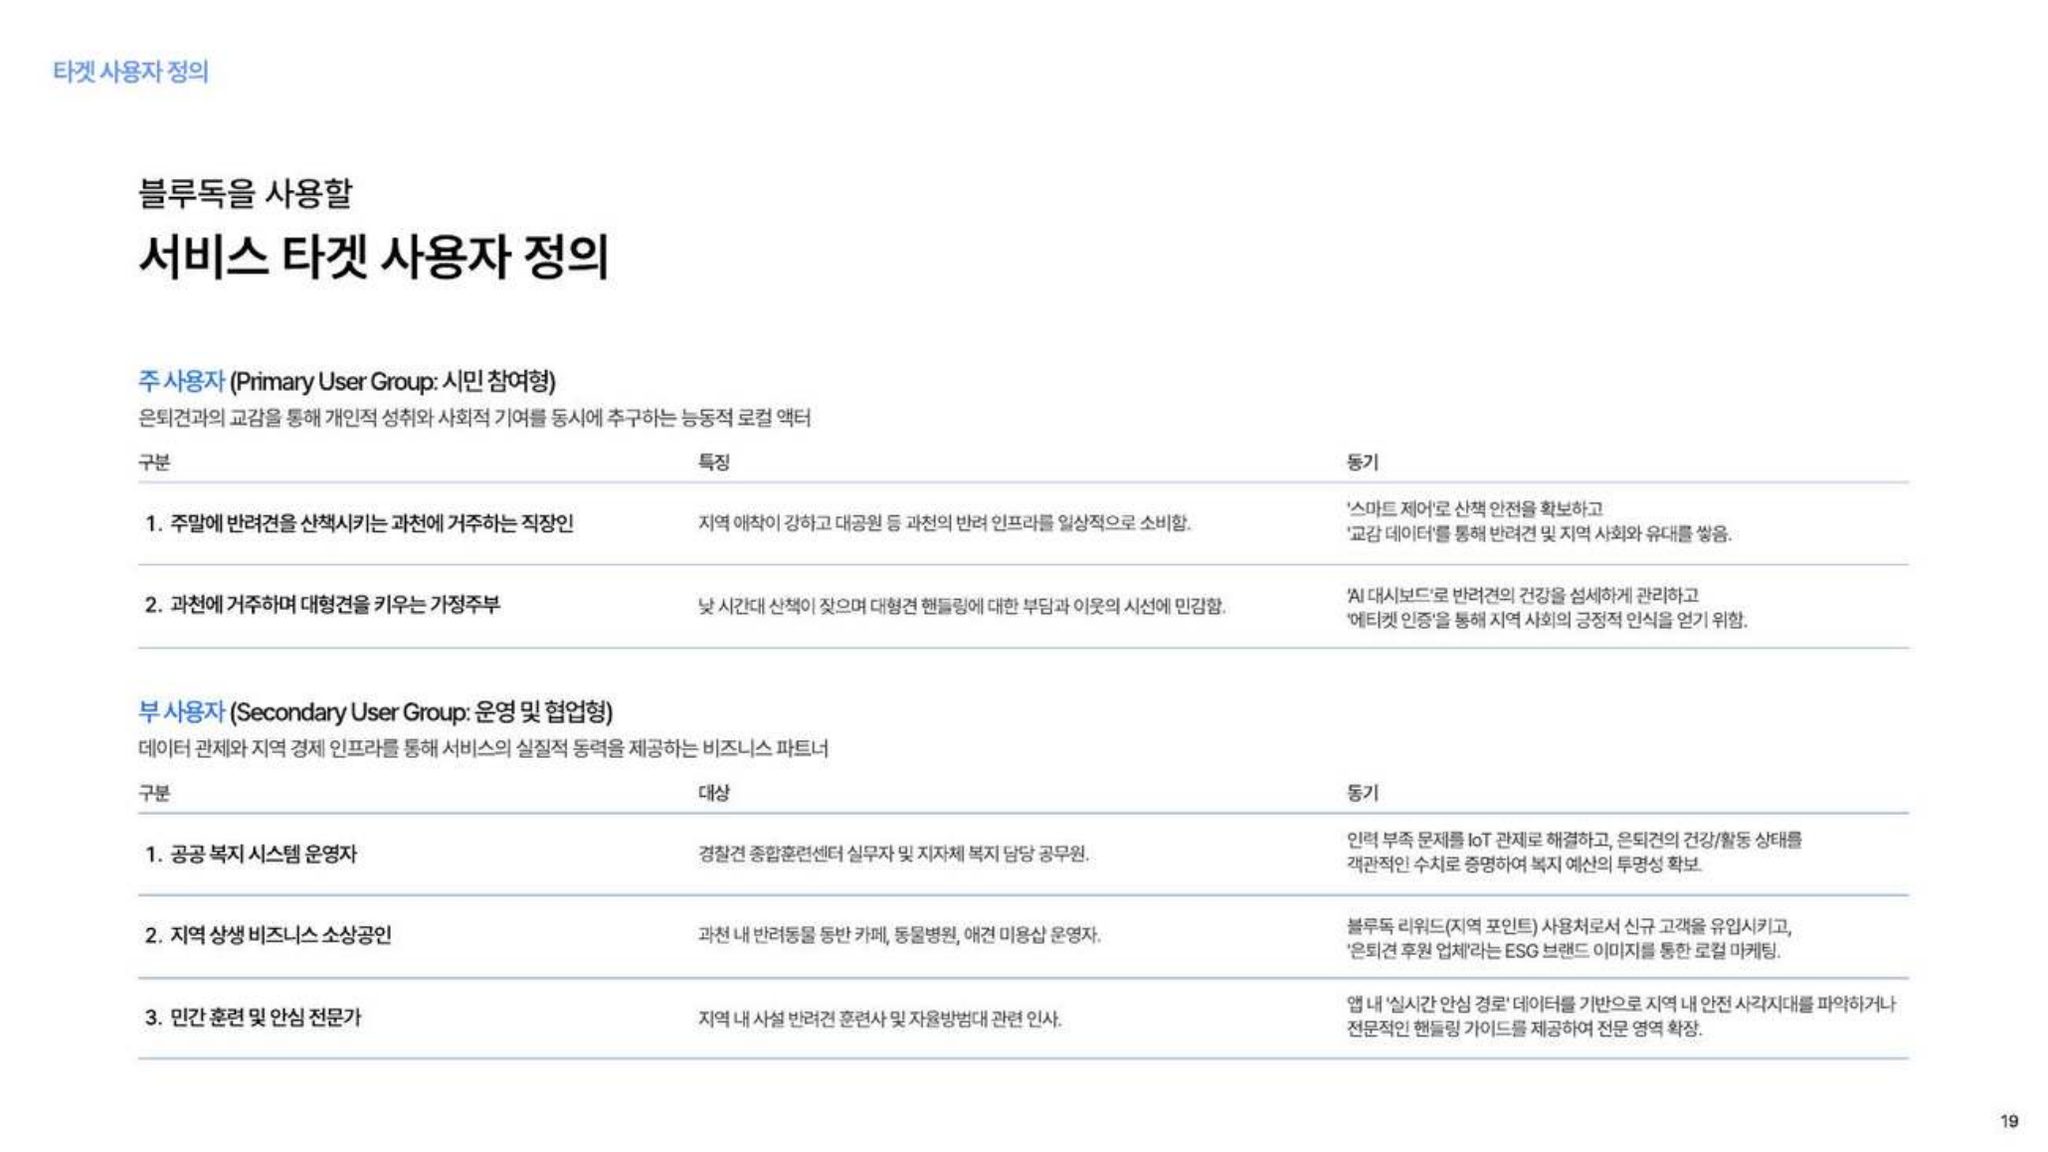 타겟 사용자 정의
블루독을 사용할
서비스 타겟 사용자 정의
주 사용자 (Primary User Group: 시민 참여형)
은퇴견과의 교감을 통해 개인적 성취와 사회적 기여를 동시에 추구하는 능동적 로컬 액터
구분 특징 동기
1. 주말에 반려견을 산책시키는 과천에 거주하는 직장인
지역 애착이 강하고 대공원 등 과천의 반려 인프라를 일상적으로 소비함.
'스마트 제어'로 산책 안전을 확보하고
'교감 데이터'를 통해 반려견 및 지역 사회와 유대를 쌓음.
2. 과천에 거주하며 대형견을 키우는 가정주부
낮 시간대 산책이 잦으며 대형견 핸들링에 대한 부담과 이웃의 시선에 민감함.
'AI 대시보드'로 반려견의 건강을 섬세하게 관리하고
'에티켓 인증'을 통해 지역 사회의 긍정적 인식을 얻기 위함.
부 사용자 (Secondary User Group: 운영 및 협업형)
데이터 관제와 지역 경제 인프라를 통해 서비스의 실질적 동력을 제공하는 비즈니스 파트너
구분 대상 동기
1. 공공 복지 시스템 운영자
경찰견 종합훈련센터 실무자 및 지자체 복지 담당 공무원.
인력 부족 문제를 IoT 관제로 해결하고, 은퇴견의 건강/활동 상태를
객관적인 수치로 증명하여 복지 예산의 투명성 확보.
2. 지역 상생 비즈니스 소상공인
과천 내 반려동물 동반 카페, 동물병원, 애견 미용샵 운영자.
블루독 리워드(지역 포인트) 사용처로서 신규 고객을 유입시키고,
'은퇴견 후원 업체'라는 ESG 브랜드 이미지를 통한 로컬 마케팅.
3. 민간 훈련 및 안심 전문가
지역 내 사설 반려견 훈련사 및 자율방범대 관련 인사.
앱 내 '실시간 안심 경로' 데이터를 기반으로 지역 내 안전 사각지대를 파악하거나
전문적인 핸들링 가이드를 제공하여 전문 영역 확장.
19